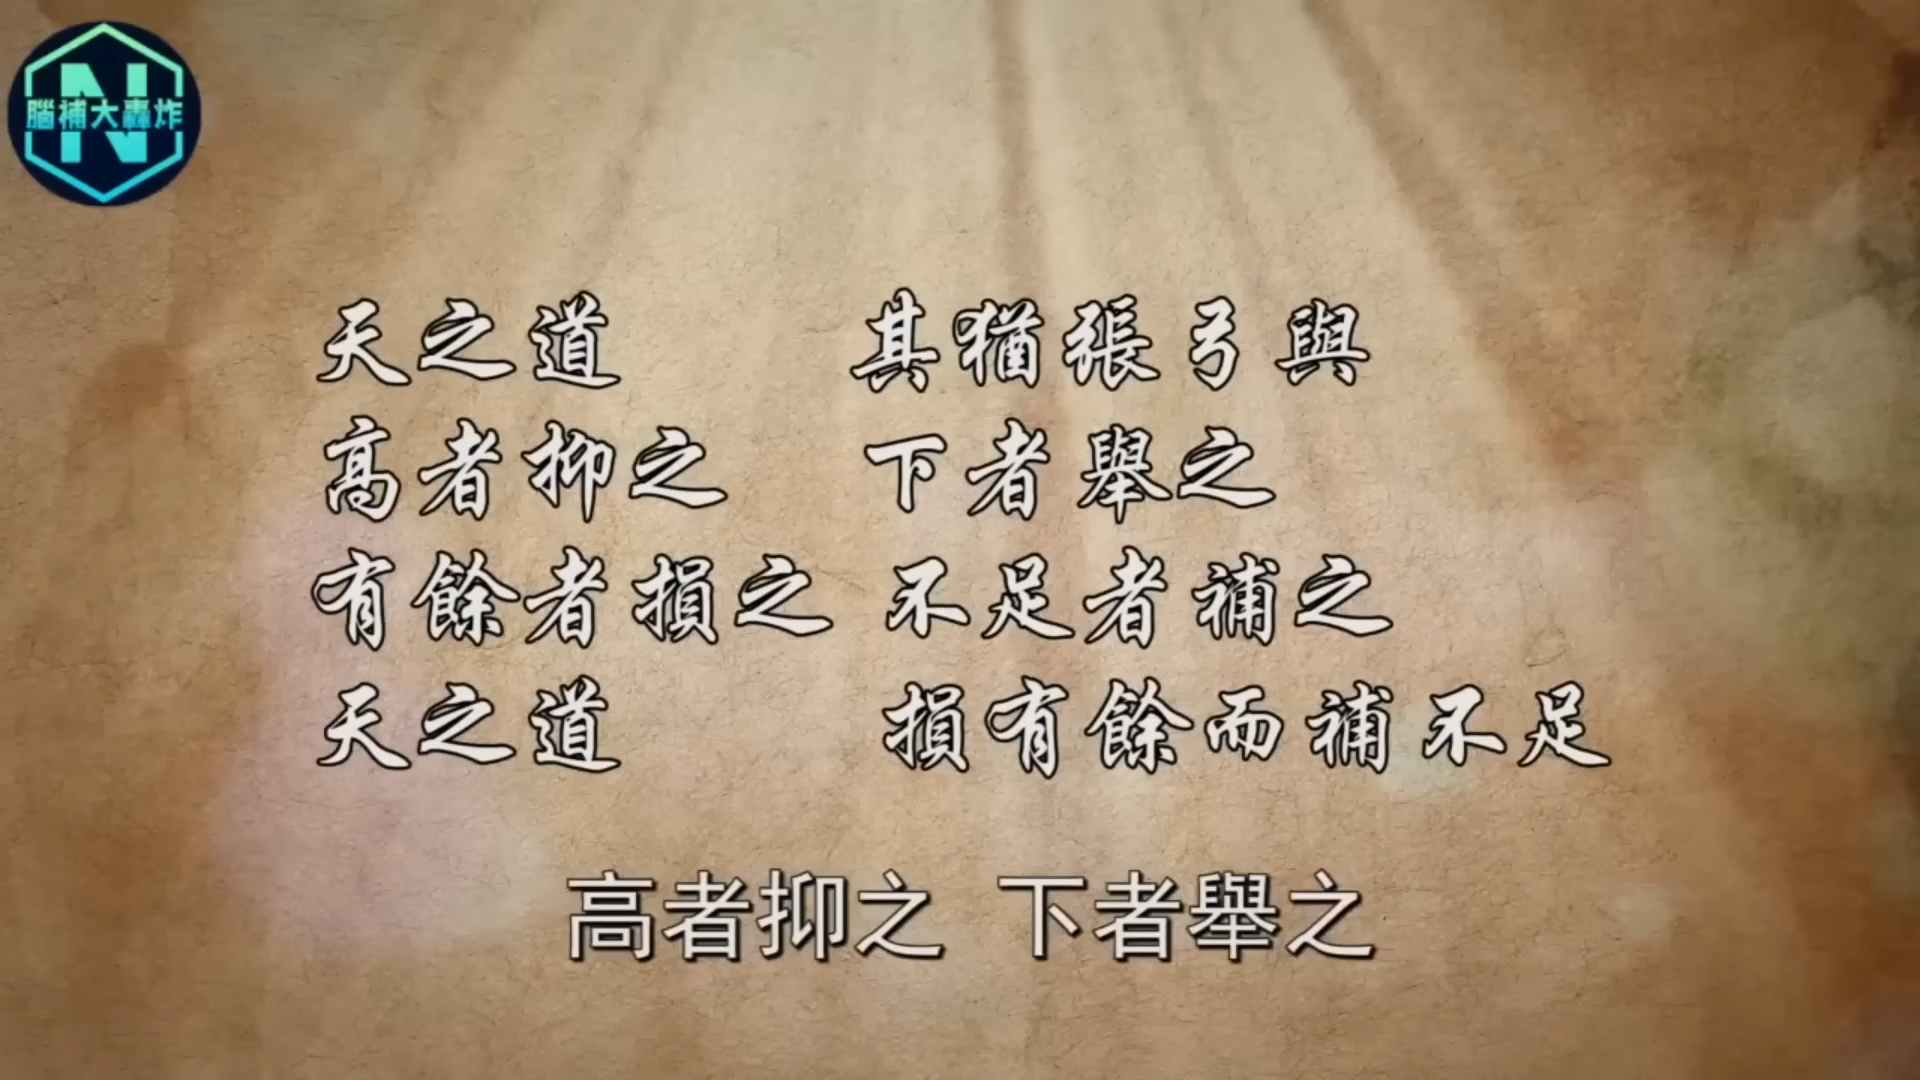 腦補大轟炸
天之道 其猶張弓與
高者抑之 下者舉之
有餘者損之 不足者補之
天之道 損有餘而補不足
高者抑之 下者舉之